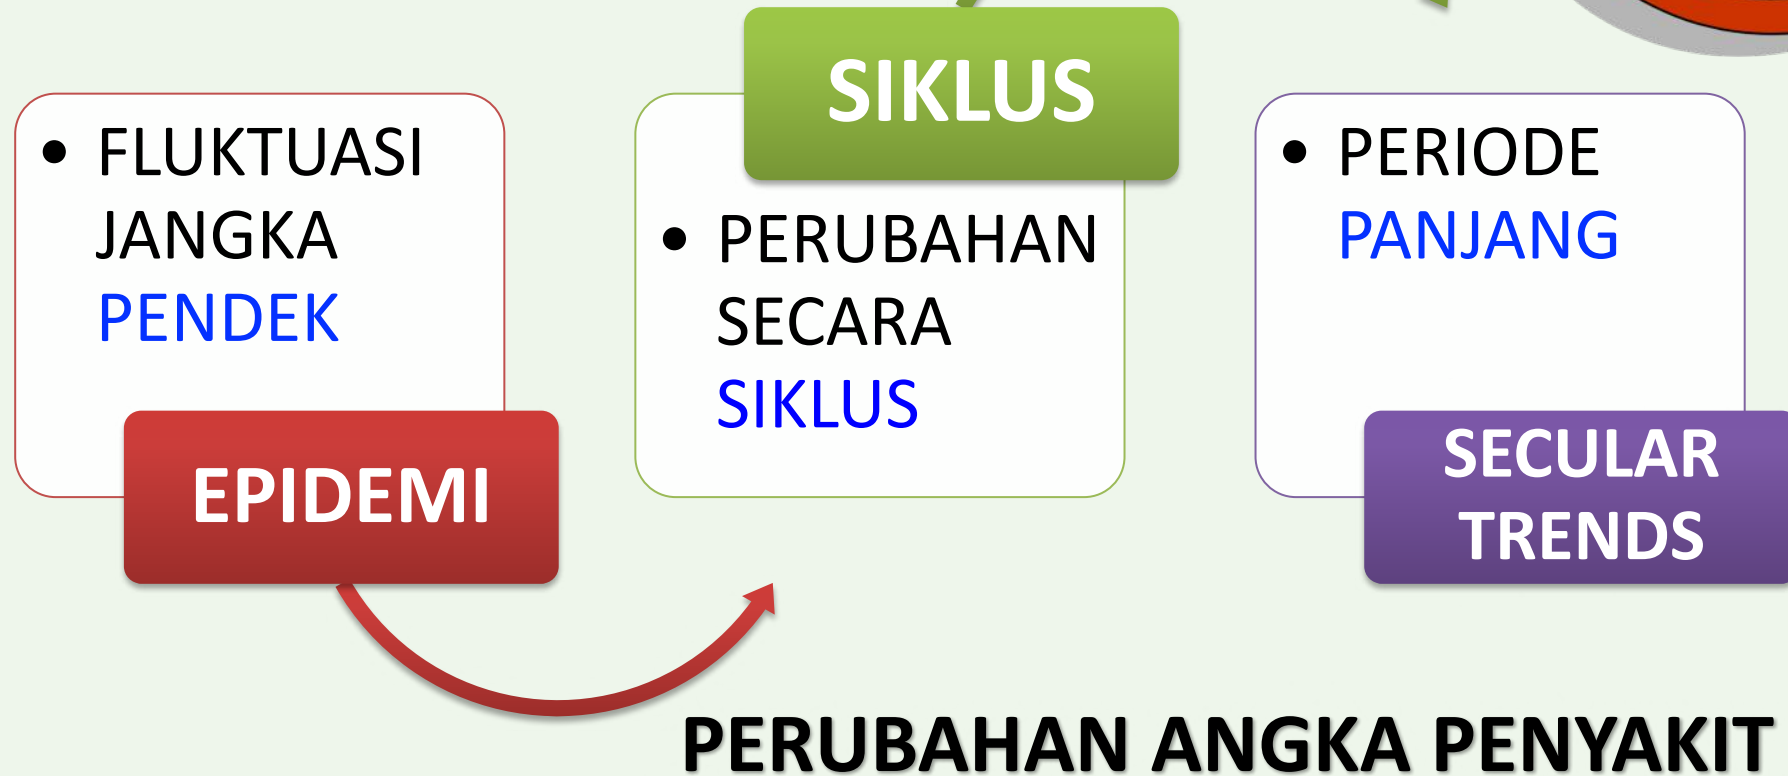 • FLUKTUASI
JANGKA
PENDEK
EPIDEMI
SIKLUS
• PERUBAHAN
SECARA
SIKLUS
• PERIODE
PANJANG
SECULAR
TRENDS
PERUBAHAN ANGKA PENYAKIT